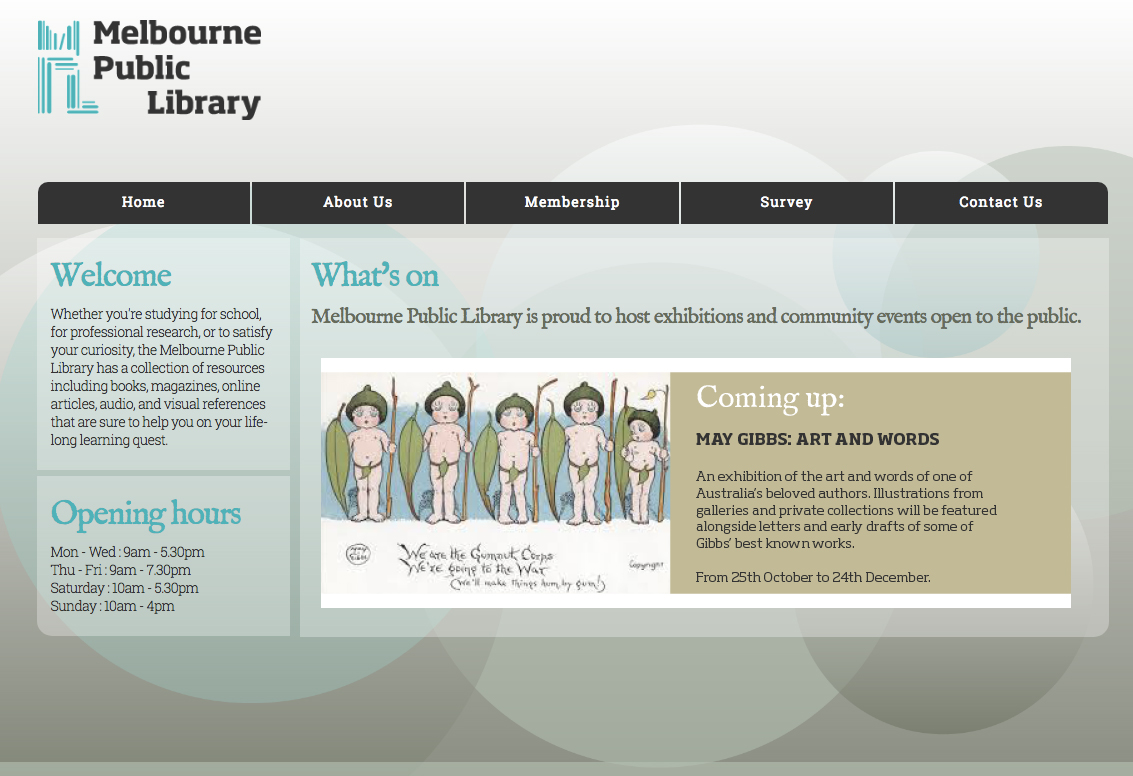 Melbourne
Public
Library
Home
About Us
Membership
Survey
Contact Us
Welcome
Whether you're studying for school,
for professional research, or to satisfy
your curiosity, the Melbourne Public
Library has a collection of resources
including books, magazines, online
articles, audio, and visual references
that are sure to help you on your life-
long learning quest.
Opening hours
Mon - Wed : 9am - 5.30pm
Thu - Fri : 9am - 7.30pm
Saturday : 10am - 5.30pm
Sunday : 10am - 4pm
What's on
Melbourne Public Library is proud to host exhibitions and community events open to the public.
We are the Gumnut Corps
We're going to the War
(We'll make things hum, by gum!)
Copyright
Coming up:
MAY GIBBS: ART AND WORDS
An exhibition of the art and words of one of
Australia's beloved authors. Illustrations from
galleries and private collections will be featured
alongside letters and early drafts of some of
Gibbs' best known works.
From 25th October to 24th December.